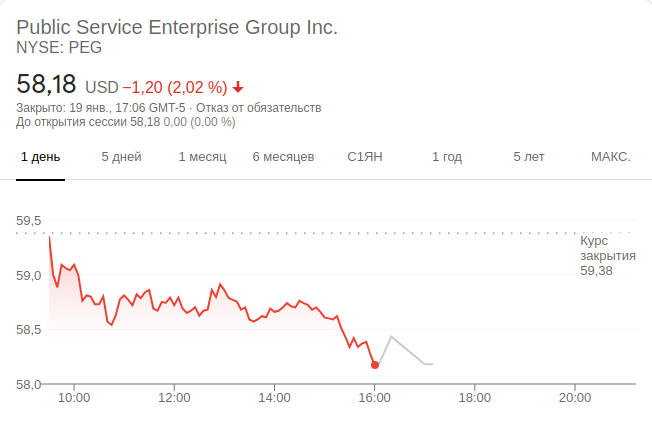 Public Service Enterprise Group Inc.
NYSE: PEG
58,18 USD −1,20 (2,02 %)
Закрыто: 19 янв., 17:06 GMT-5 · Отказ от обязательств
До открытия сессии 58,18 0,00 (0,00 %)
1 день 5 дней 1 месяц 6 месяцев С1ЯН 1 год 5 лет МАКС.
59,5
Курс
закрытия
59,38
59,0
58,5
58,0
10:00 12:00 14:00 16:00 18:00 20:00